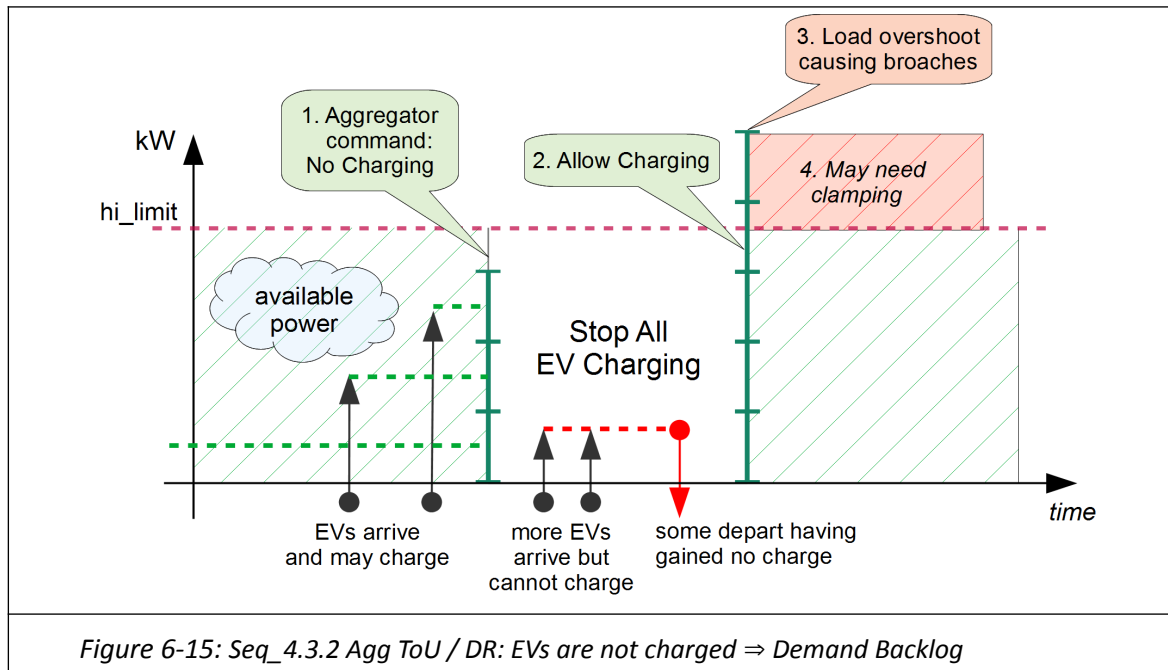 3. Load overshoot
causing broaches
1. Aggregator
command:
No Charging
kW
2. Allow Charging
4. May need
clamping
hi_limit
available
power
Stop All
EV Charging
time
EVs arrive
and may charge
more EVs
arrive but
cannot charge
some depart having
gained no charge
Figure 6-15: Seq_4.3.2 Agg ToU / DR: EVs are not charged ⇒ Demand Backlog